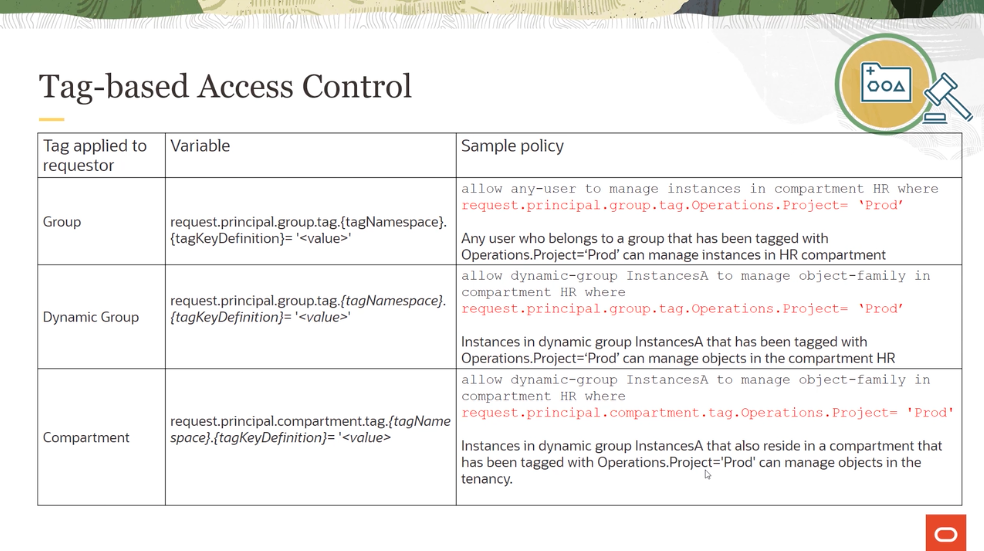 Tag-based Access Control
Tag applied to
requestor
Variable
Sample policy
Group
request.principal.group.tag.{tagNamespace}.
{tagKeyDefinition}= '<value>'
allow any-user to manage instances in compartment HR where
request.principal.group.tag.Operations.Project= ‘Prod’
Any user who belongs to a group that has been tagged with
Operations.Project=‘Prod’ can manage instances in HR compartment
Dynamic Group
request.principal.group.tag.{tagNamespace}.
{tagKeyDefinition}= '<value>'
allow dynamic-group InstancesA to manage object-family in
compartment HR where
request.principal.group.tag.Operations.Project= ‘Prod’
Instances in dynamic group InstancesA that has been tagged with
Operations.Project=‘Prod’ can manage objects in the compartment HR
Compartment
request.principal.compartment.tag.{tagName
space}.{tagKeyDefinition}= '<value>
allow dynamic-group InstancesA to manage object-family in
compartment HR where
request.principal.compartment.tag.Operations.Project= 'Prod'
Instances in dynamic group InstancesA that also reside in a compartment that
has been tagged with Operations.Project='Prod' can manage objects in the
tenancy.